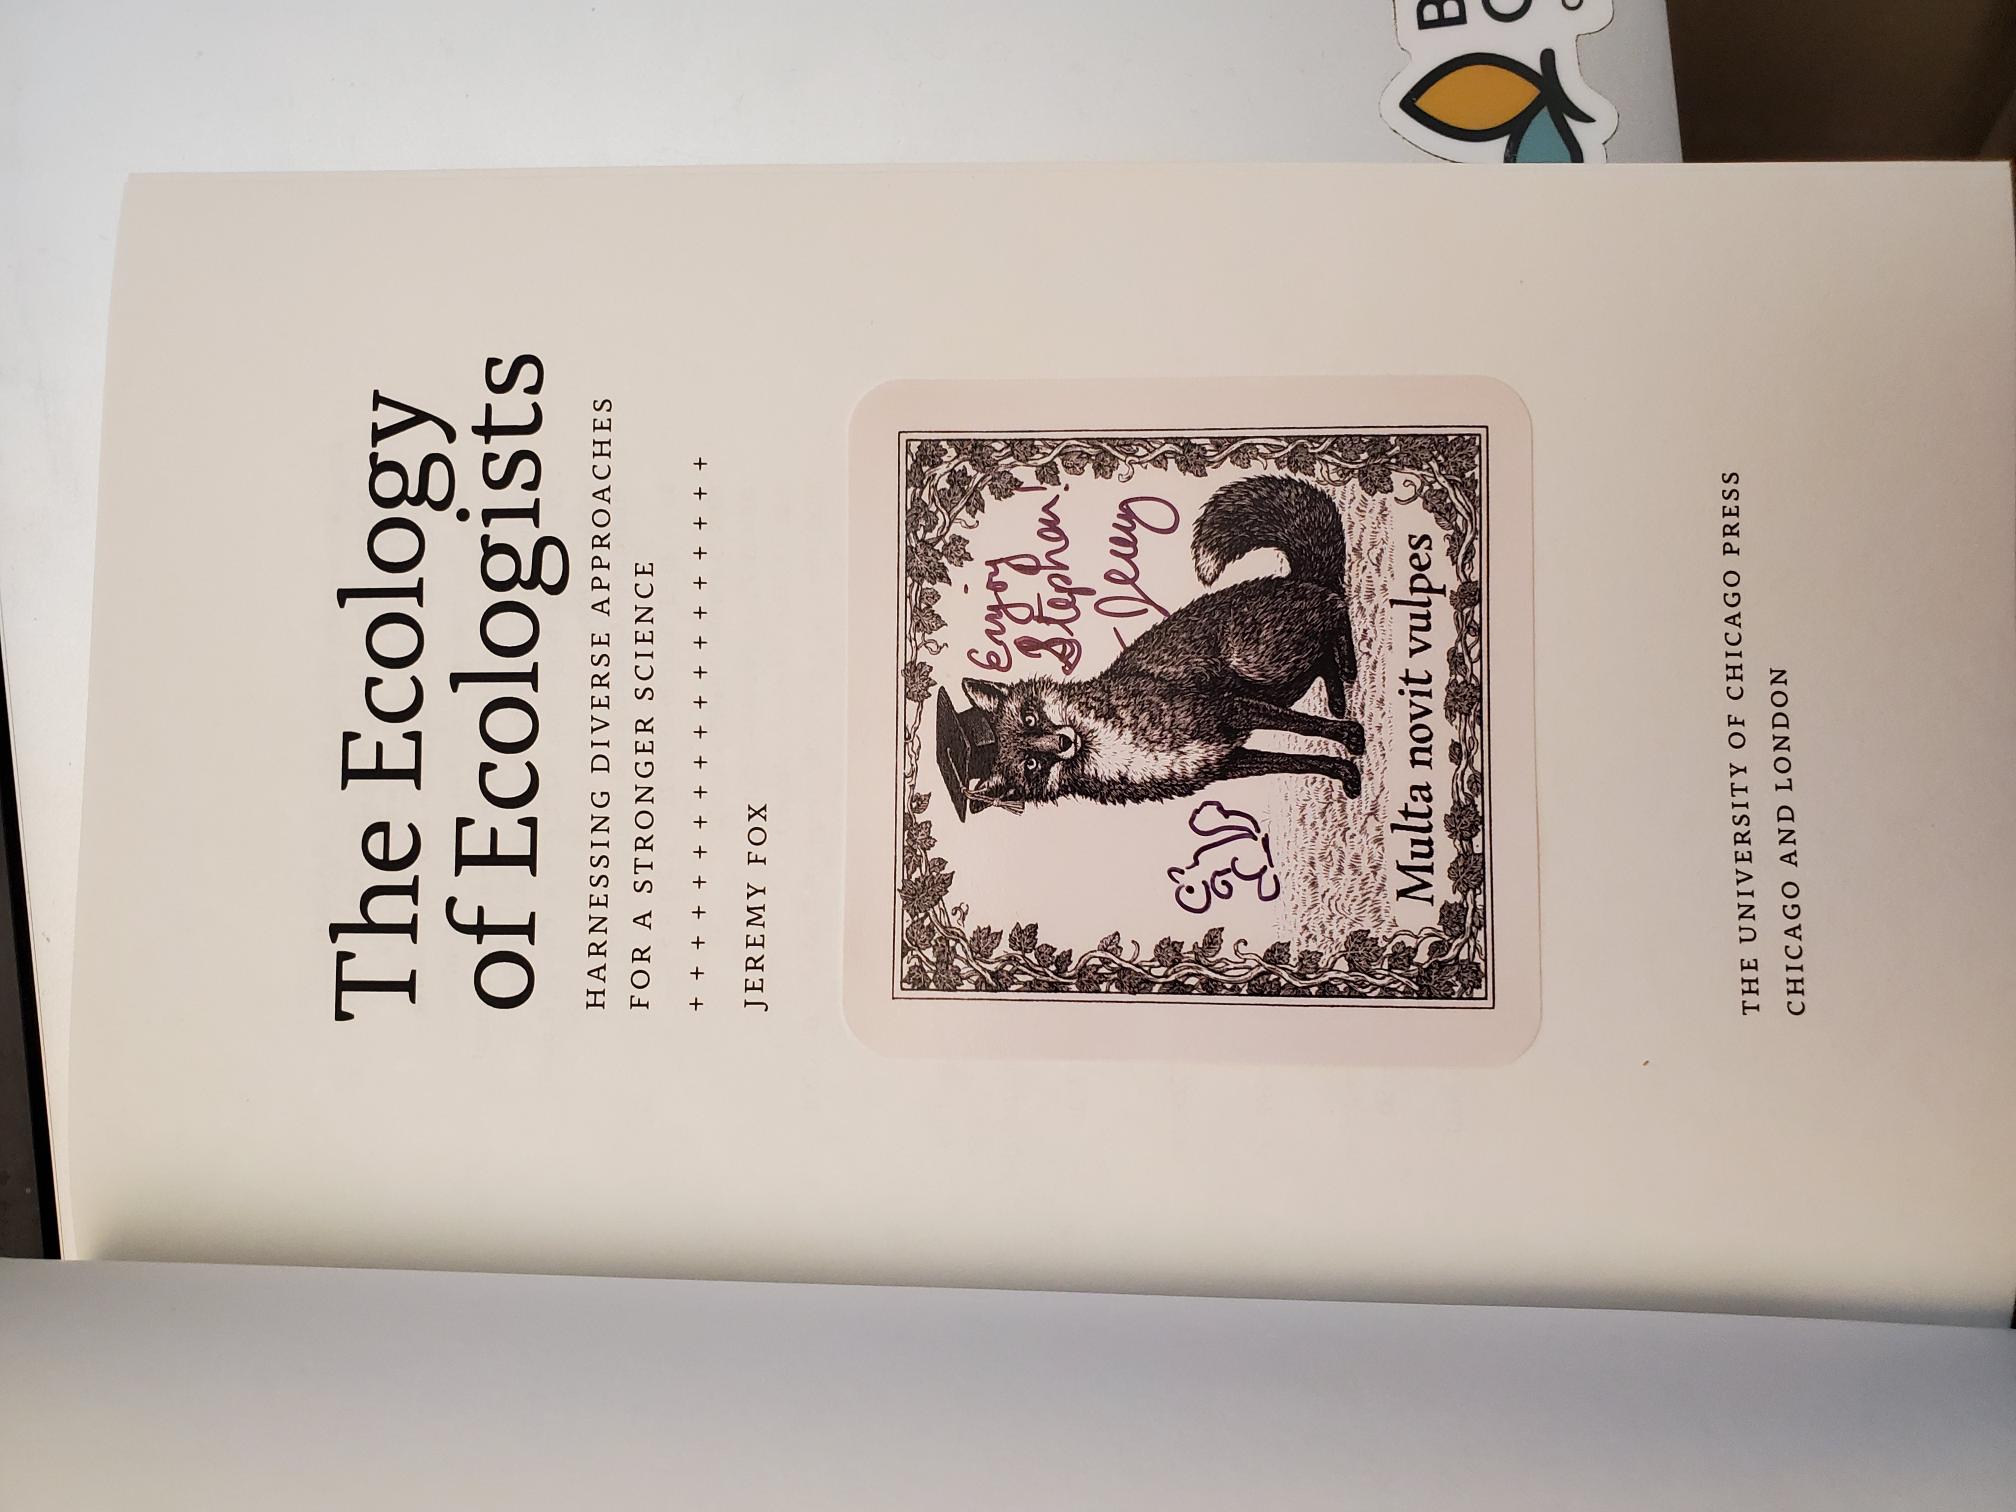 The Ecology
of Ecologists
HARNESSING DIVERSE APPROACHES
FOR A STRONGER SCIENCE
+ + + + + + + + + + + + + + + + + +
JEREMY FOX
Enjoy
Stephan!
- Jeremy
Multa novit vulpes
THE UNIVERSITY OF CHICAGO PRESS
CHICAGO AND LONDON